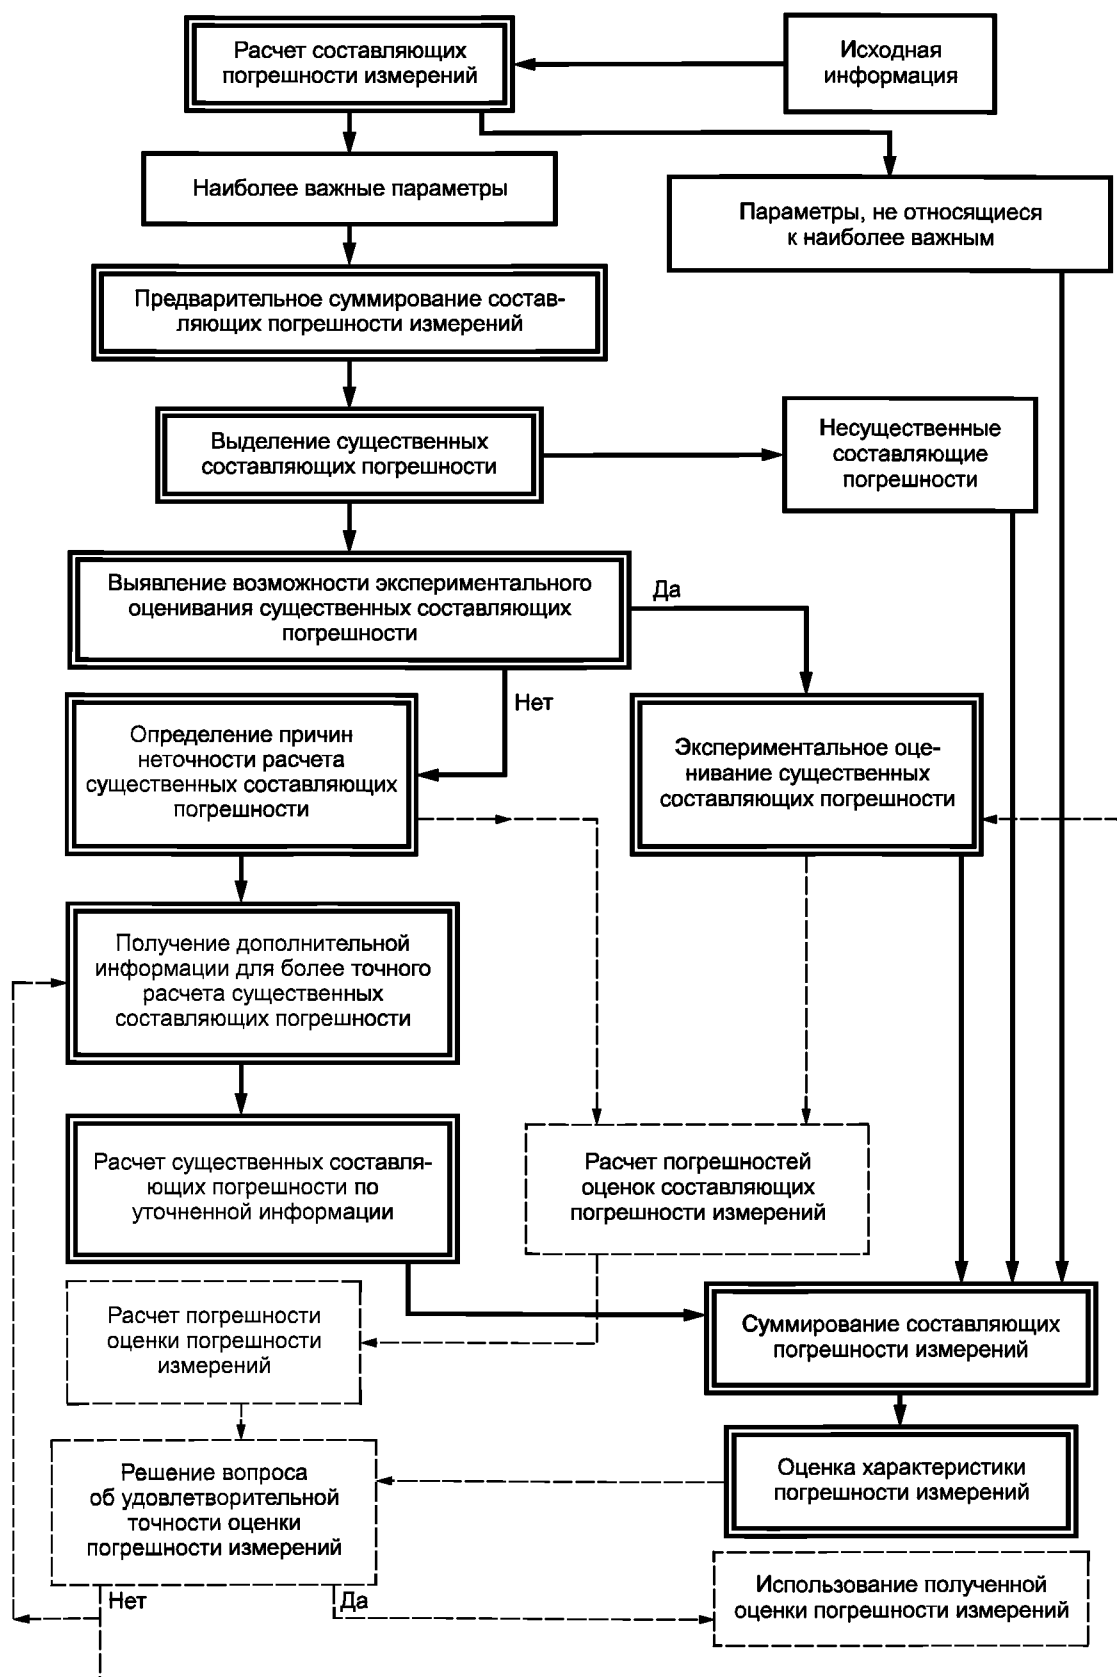 Расчет составляющих
погрешности измерений
Исходная
информация
Наиболее важные параметры
Параметры, не относящиеся
к наиболее важным
Предварительное суммирование состав-
ляющих погрешности измерений
Выделение существенных
составляющих погрешности
Несущественные
составляющие
погрешности
Выявление возможности экспериментального
оценивания существенных составляющих
погрешности
Да
Нет
Определение причин
неточности расчета
существенных составляющих
погрешности
Экспериментальное оце-
нивание существенных
составляющих погрешности
Получение дополнительной
информации для более точного
расчета существенных
составляющих погрешности
Расчет существенных составля-
ющих погрешности по
уточненной информации
Расчет погрешностей
оценок составляющих
погрешности измерений
Расчет погрешности
оценки погрешности
измерений
Суммирование составляющих
погрешности измерений
Решение вопроса
об удовлетворительной
точности оценки
погрешности измерений
Оценка характеристики
погрешности измерений
Нет
Да
Использование полученной
оценки погрешности измерений